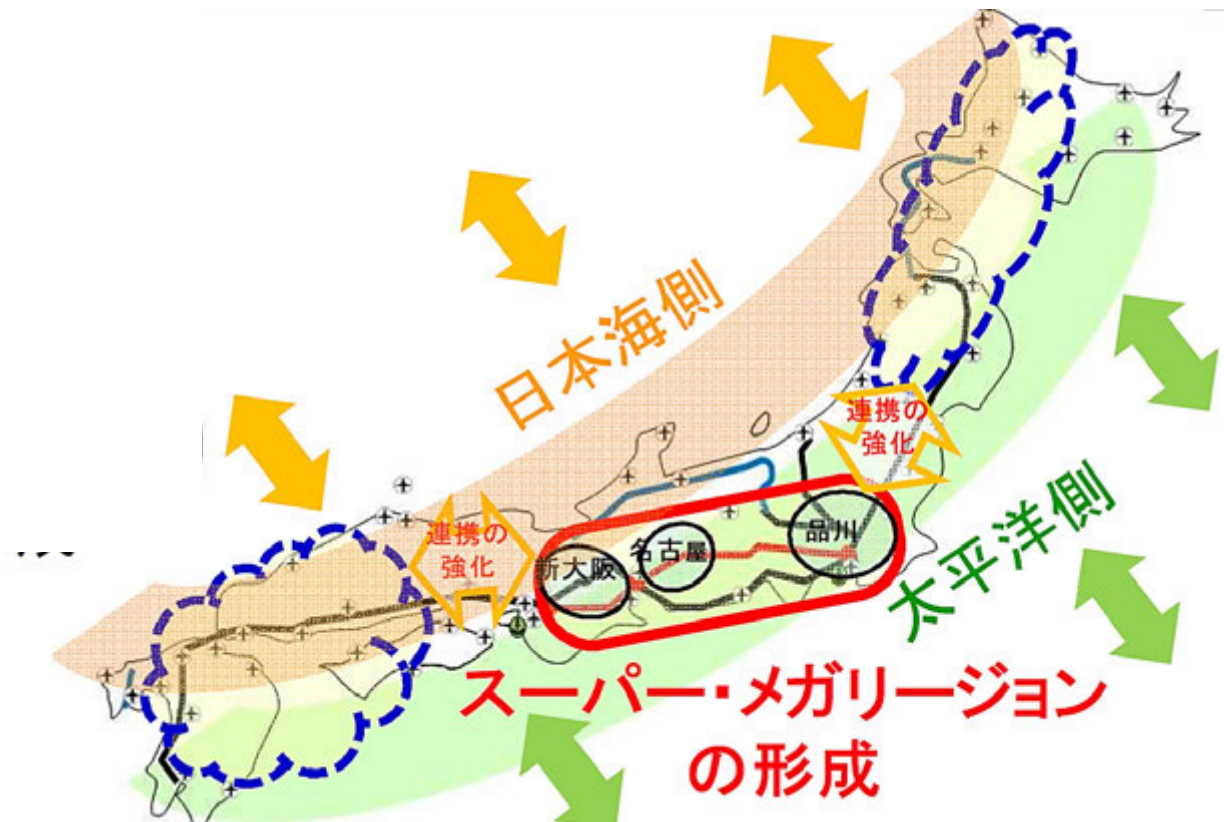 日本海側
連携の
強化
太平洋側
連携の
強化
新大阪
名古屋
品川
スーパー・メガリージョン
の形成